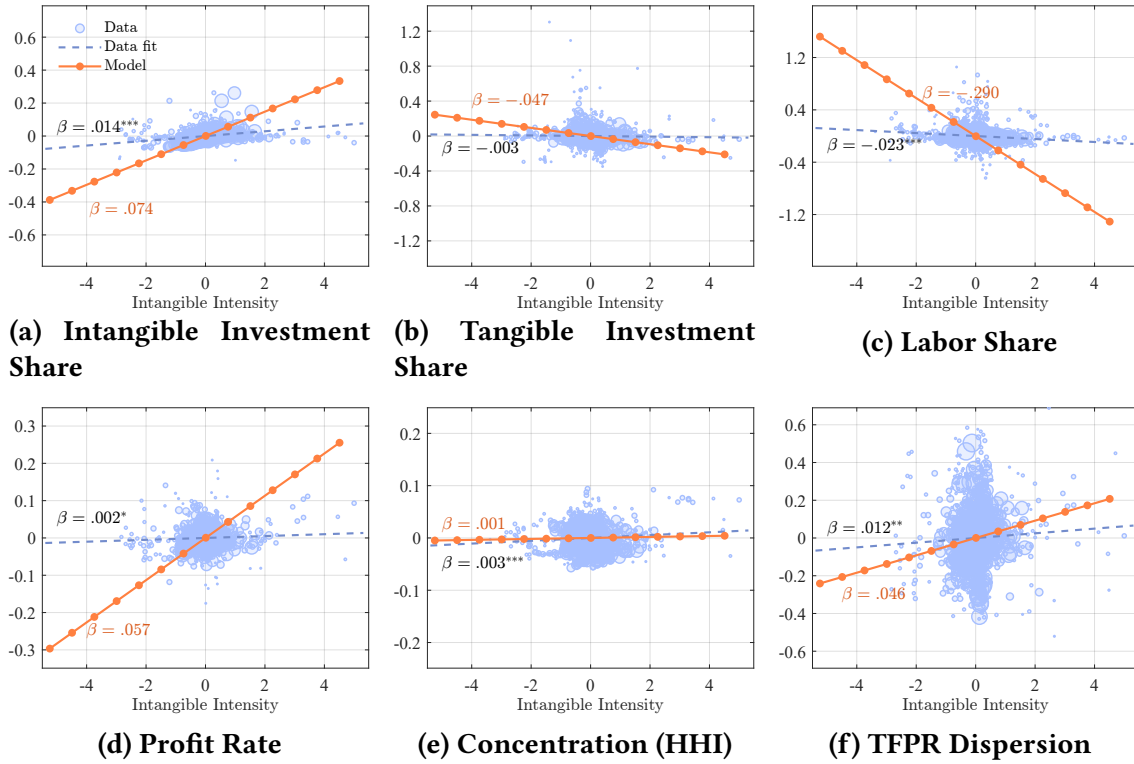 0.6
0.4
0.2
0
-0.2
-0.4
-0.6
Data
Data fit
Model
β = .014***
β = .074
-4 -2 0 2 4
Intangible Intensity
(a) Intangible Investment
Share
1.2
0.8
0.4
0
-0.4
-0.8
-1.2
β = −.047
β = −.003
-4 -2 0 2 4
Intangible Intensity
(b) Tangible Investment
Share
1.2
0.4
-0.4
-1.2
β = −.290
β = −.023***
-4 -2 0 2 4
Intangible Intensity
(c) Labor Share
0.3
0.2
0.1
0
-0.1
-0.2
-0.3
β = .002*
β = .057
-4 -2 0 2 4
Intangible Intensity
(d) Profit Rate
0.2
0.1
0
-0.1
-0.2
β = .001
β = .003***
-4 -2 0 2 4
Intangible Intensity
(e) Concentration (HHI)
0.6
0.4
0.2
0
-0.2
-0.4
-0.6
β = .012**
β = .046
-4 -2 0 2 4
Intangible Intensity
(f) TFPR Dispersion